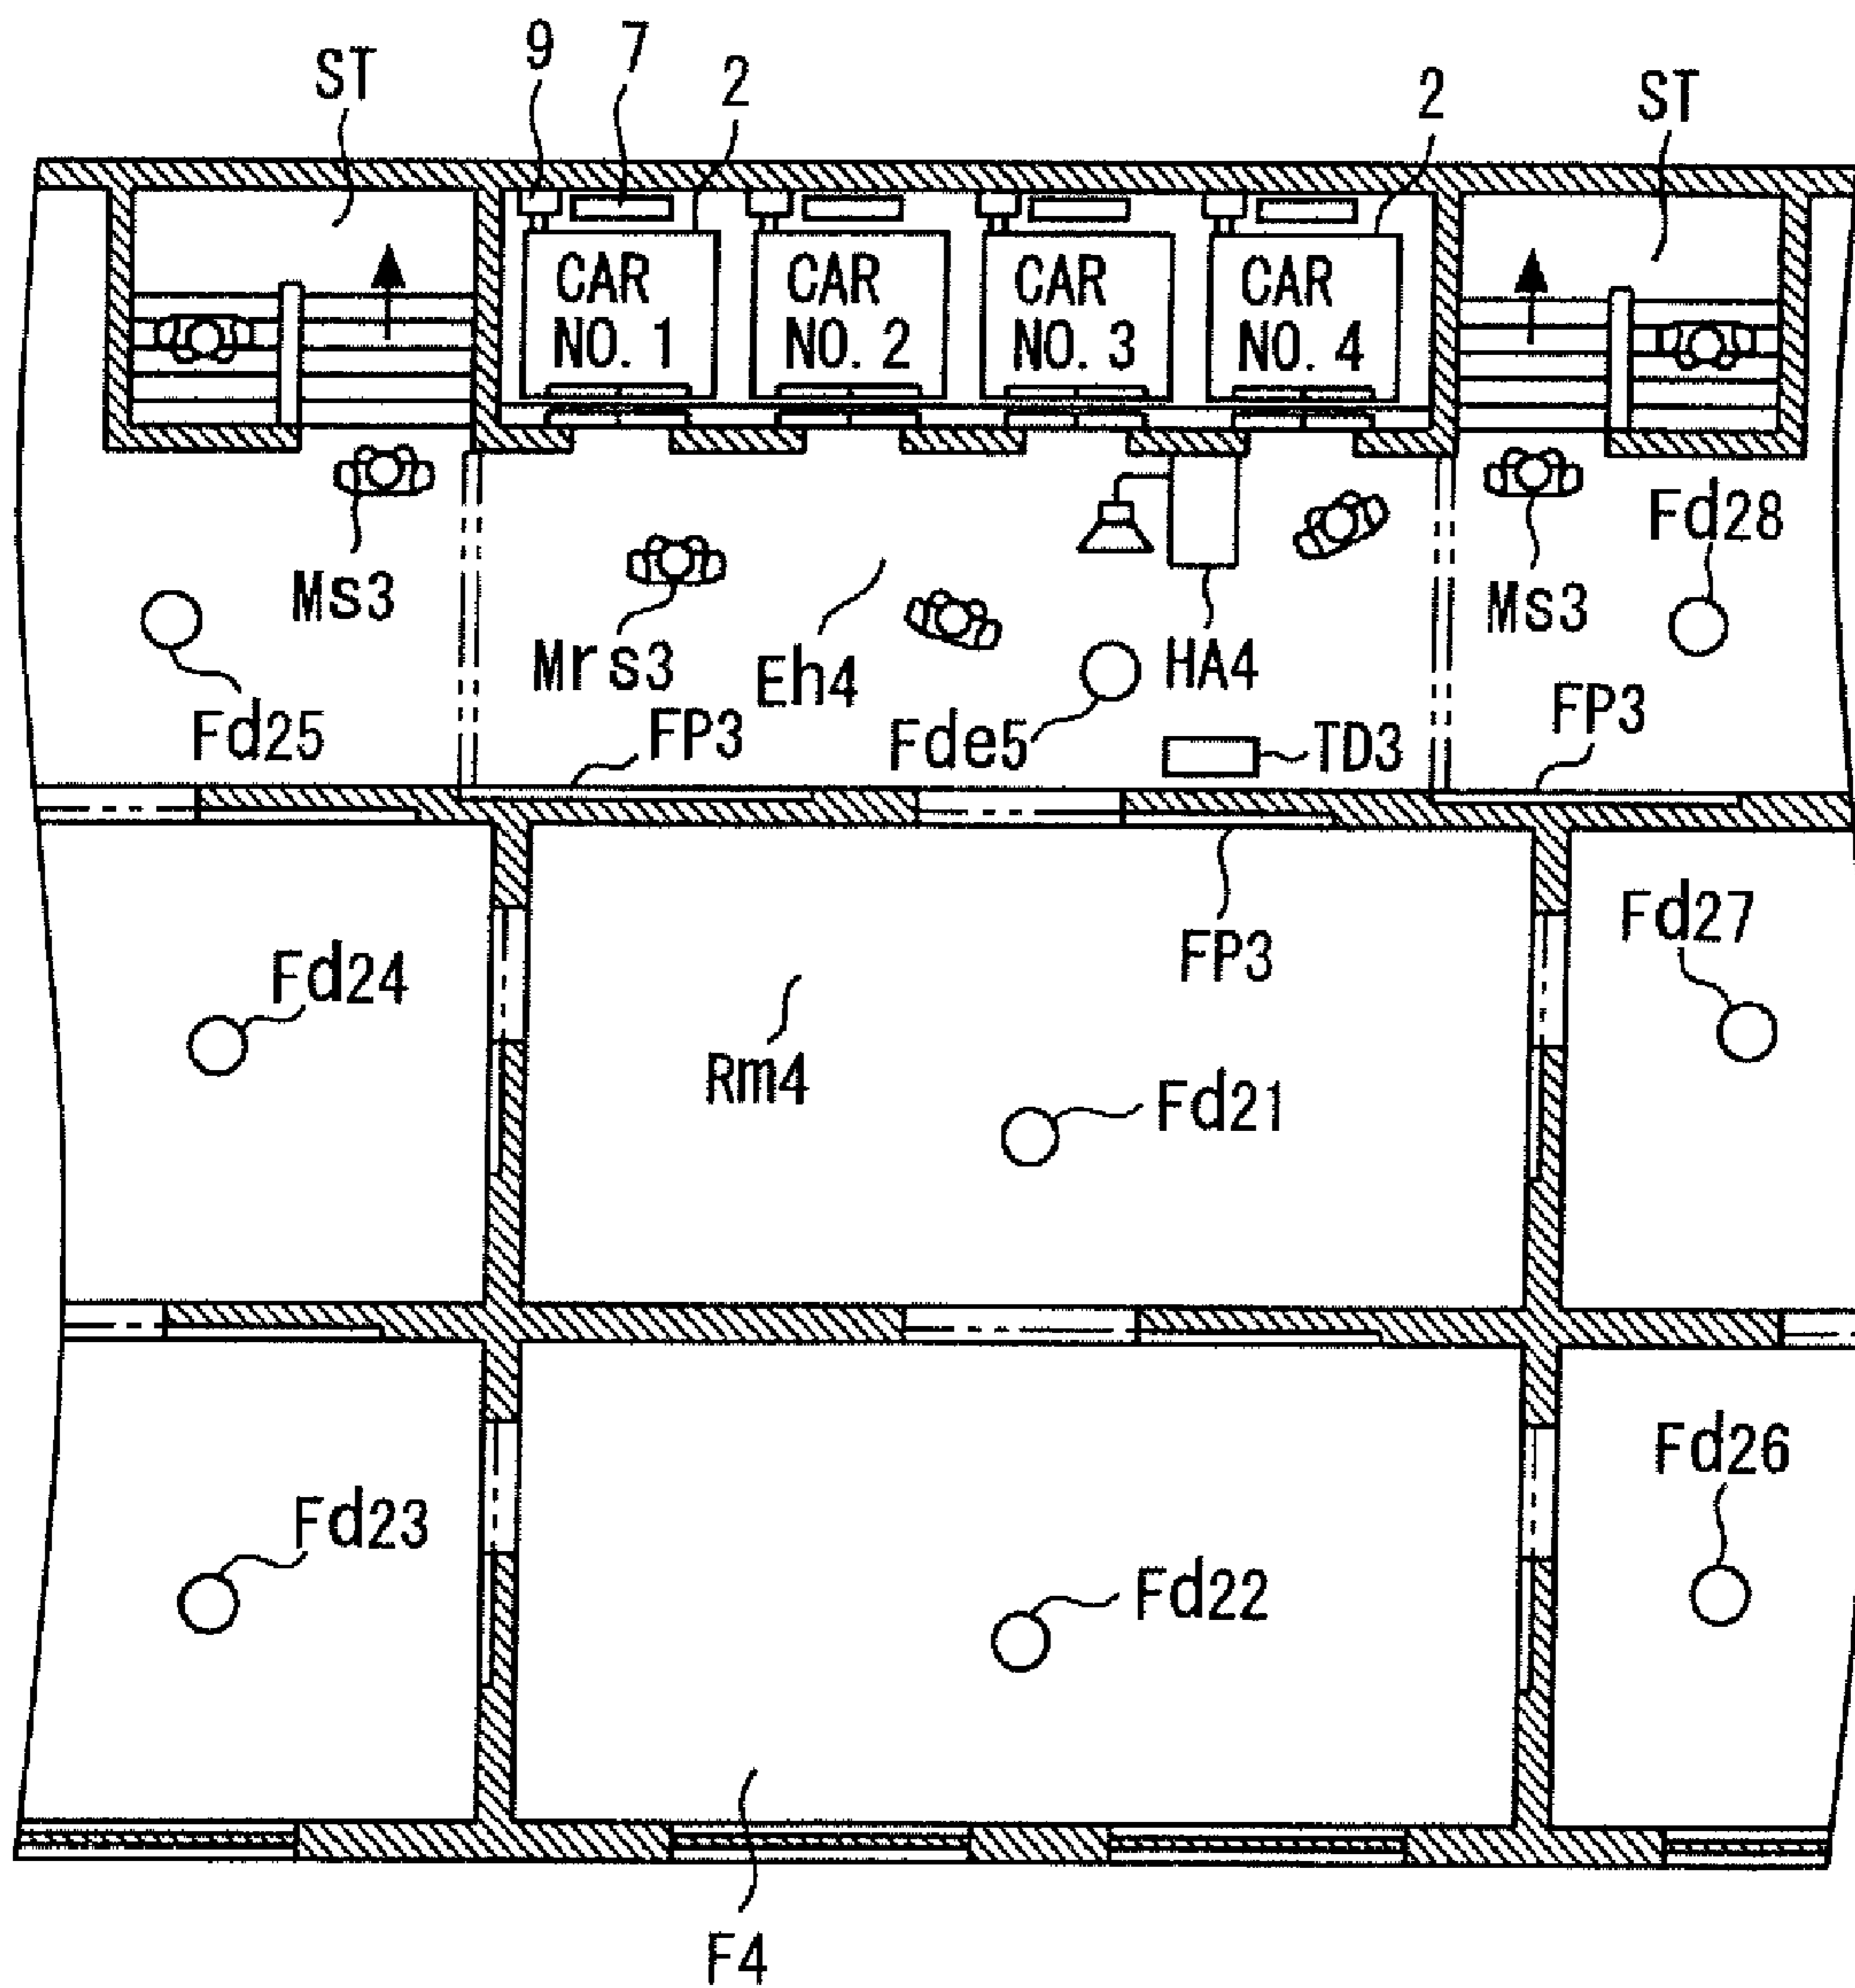 ST
9
7
2
2
ST
CAR
NO. 1
CAR
NO. 2
CAR
NO. 3
CAR
NO. 4
Ms3
Mrs3
Eh4
HA4
Ms3
Fd28
Fd25
FP3
Fde5
TD3
FP3
Fd24
Rm4
FP3
Fd21
Fd27
Fd23
Fd22
Fd26
F4